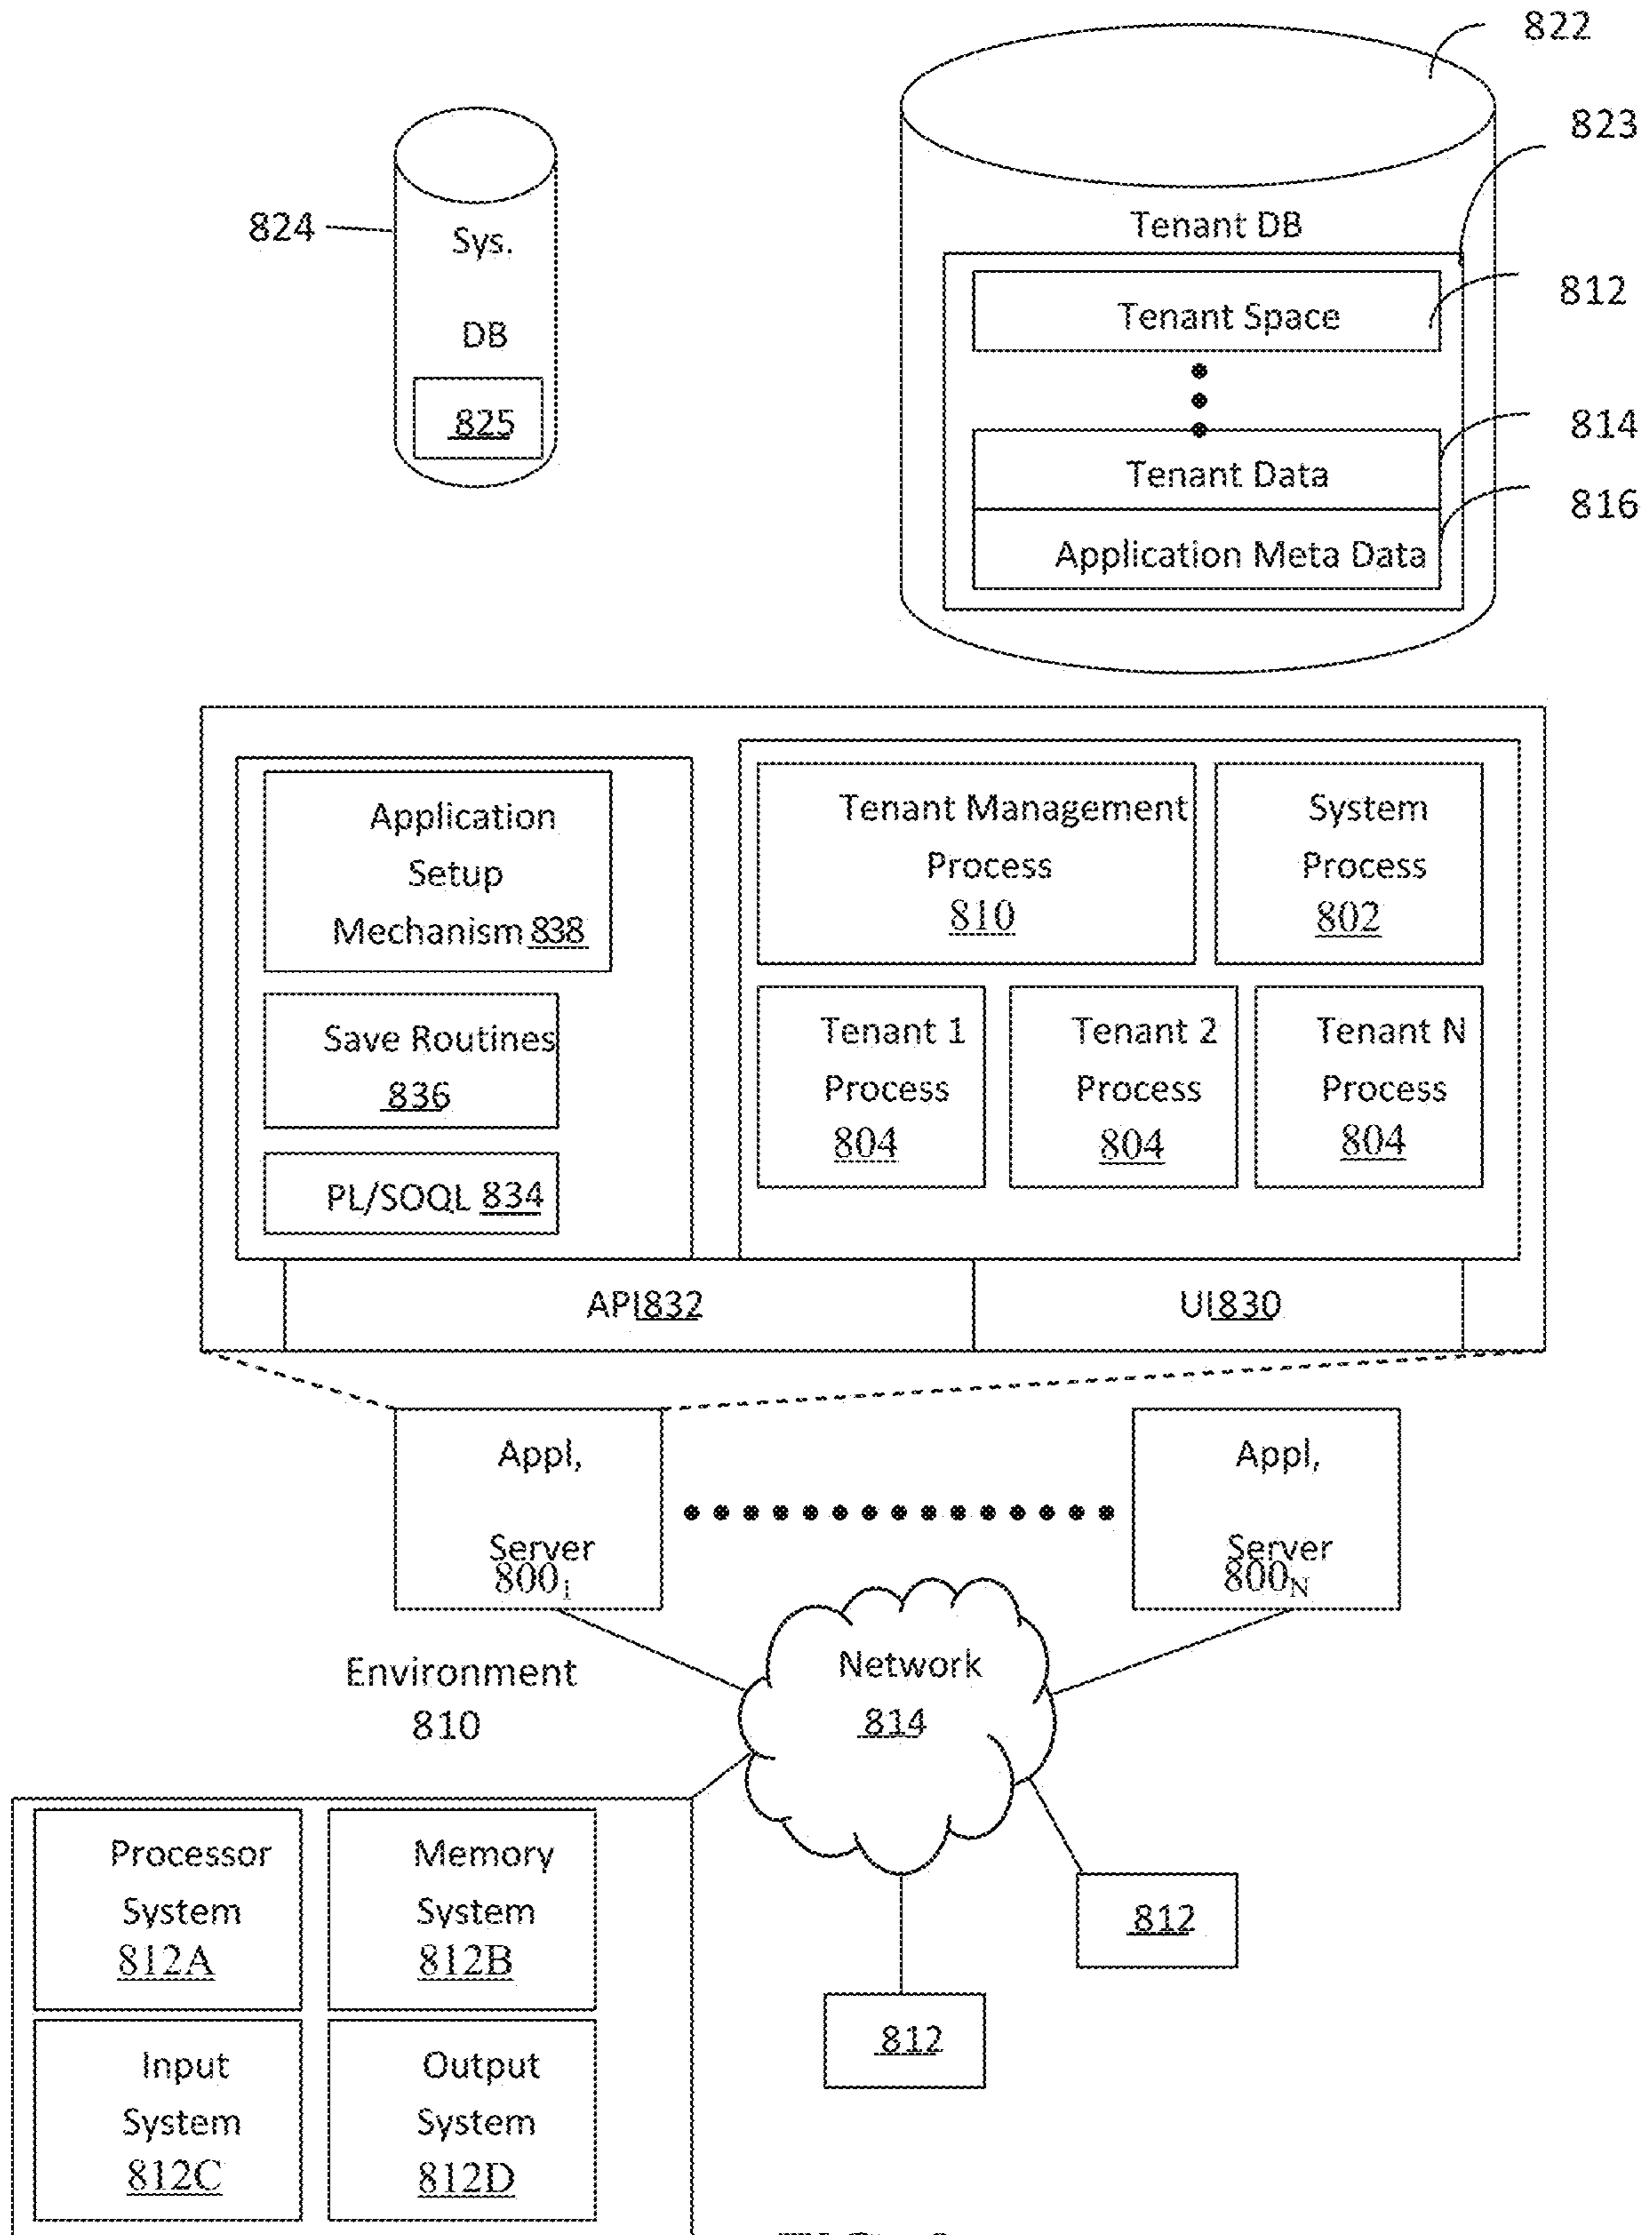 822
823
824
Sys.
DB
825
Tenant DB
Tenant Space
812
814
Tenant Data
816
Application Meta Data
Application
Setup
Mechanism 838
Save Routines
836
PL/SOQL 834
Tenant Management
Process
810
System
Process
802
Tenant 1
Process
804
Tenant 2
Process
804
Tenant N
Process
804
API832
UI830
Appl,
Server
800₁
Appl,
Server
800N
Environment
810
Network
814
Processor
System
812A
Memory
System
812B
Input
System
812C
Output
System
812D
812
812